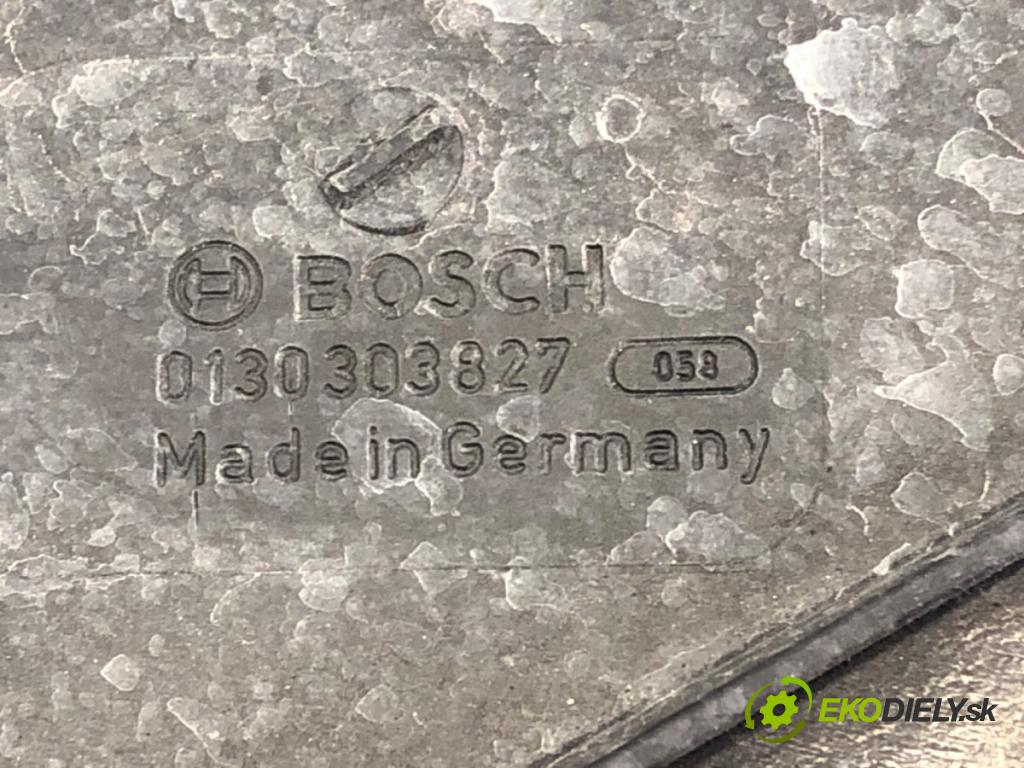 BOSCH
0130303827 058
Made in Germany
EKODIELY.sk